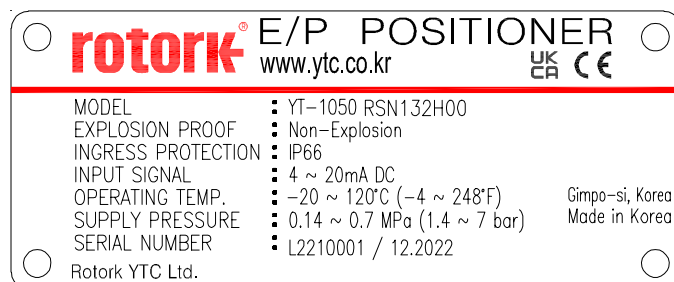 rotork® E/P POSITIONER
www.ytc.co.kr UK CA CE
MODEL : YT-1050 RSN132H00
EXPLOSION PROOF : Non-Explosion
INGRESS PROTECTION : IP66
INPUT SIGNAL : 4 ~ 20mA DC
OPERATING TEMP. : -20 ~ 120°C (-4 ~ 248°F) Gimpo-si, Korea
SUPPLY PRESSURE : 0.14 ~ 0.7 MPa (1.4 ~ 7 bar) Made in Korea
SERIAL NUMBER : L2210001 / 12.2022
Rotork YTC Ltd.